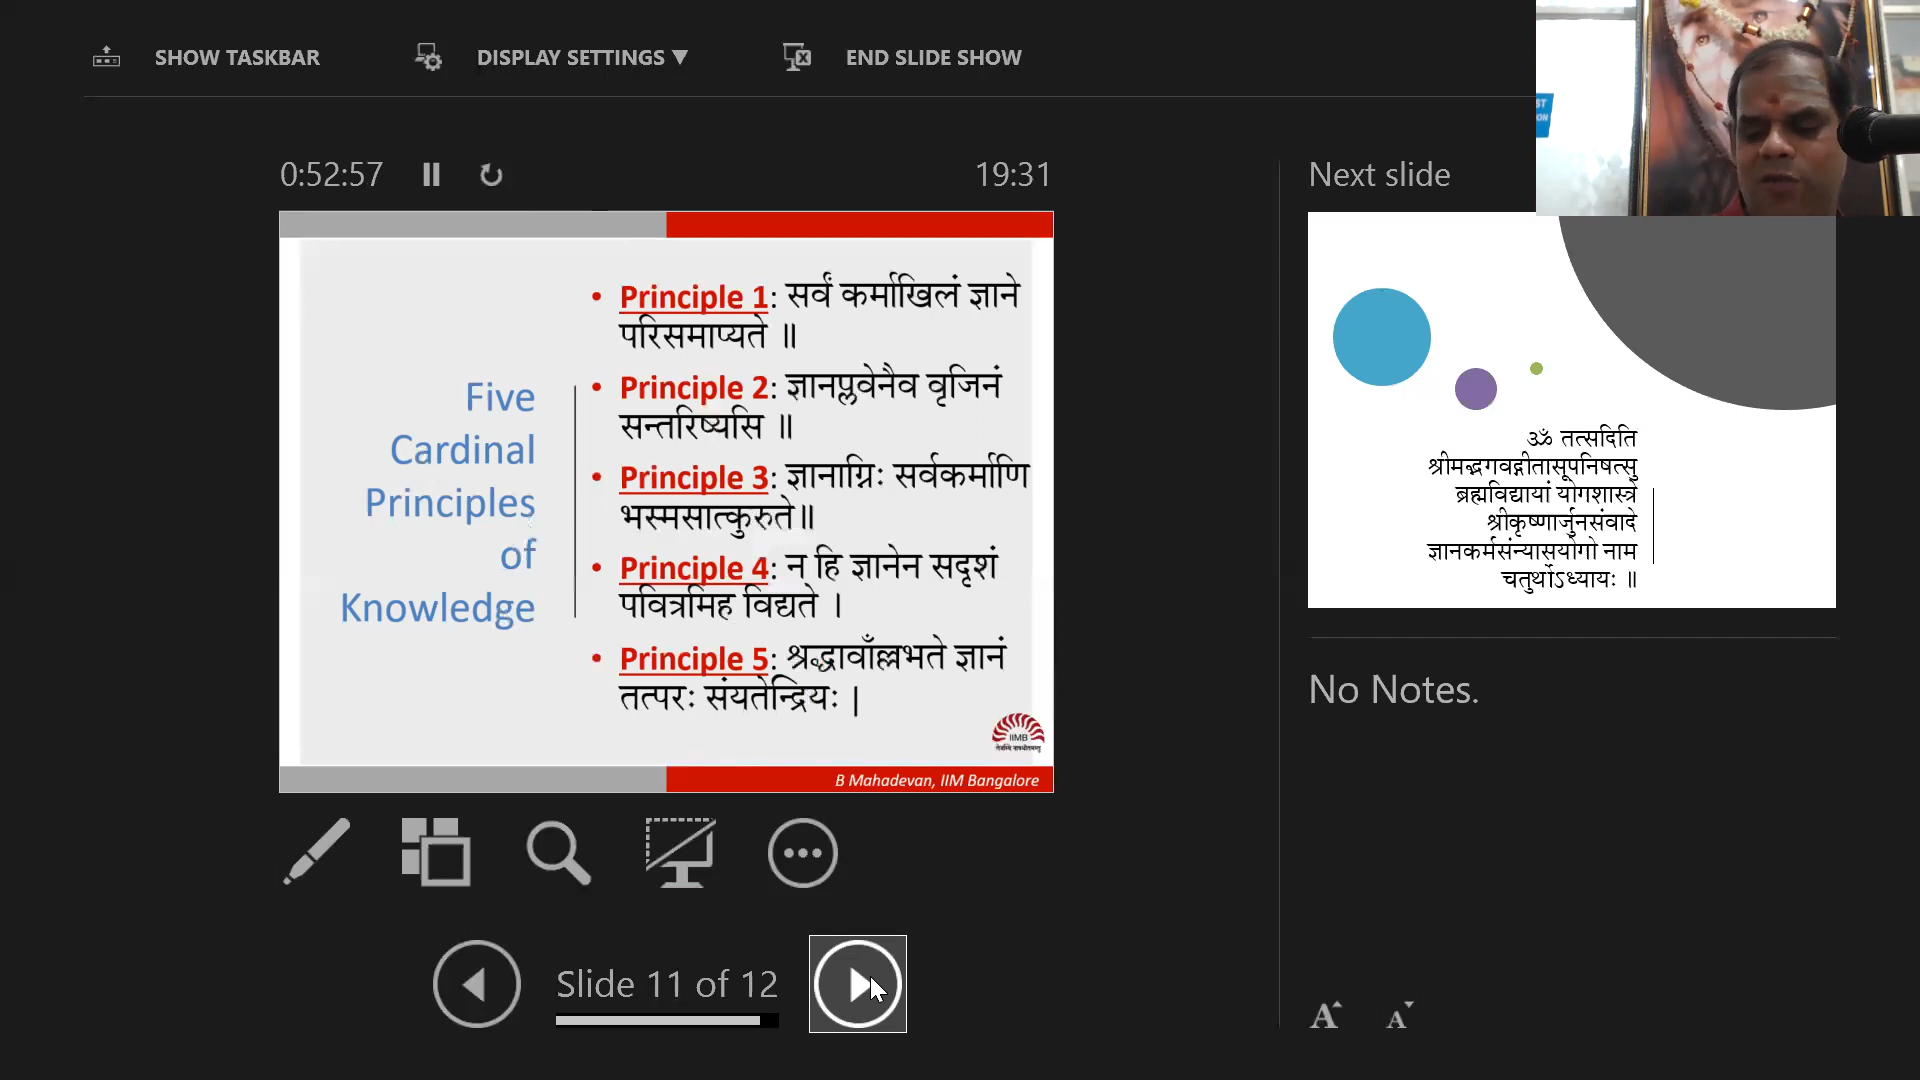 SHOW TASKBAR
DISPLAY SETTINGS ▼
END SLIDE SHOW
0:52:57
19:31
Next slide
Five
Cardinal
Principles
of
Knowledge
• Principle 1: सर्वं कर्माखिलं ज्ञाने
परिसमाप्यते ॥
• Principle 2: ज्ञानप्लवेनैव वृजिनं
सन्तरिष्यसि ॥
• Principle 3: ज्ञानाग्निः सर्वकर्माणि
भस्मसात्कुरुते॥
• Principle 4: न हि ज्ञानेन सदृशं
पवित्रमिह विद्यते ।
• Principle 5: श्रद्धावाँल्लभते ज्ञानं
तत्परः संयतेन्द्रियः |
IIMB
B Mahadevan, IIM Bangalore
ॐ तत्सदिति
श्रीमद्भगवद्गीतासूपनिषत्सु
ब्रह्मविद्यायां योगशास्त्रे
श्रीकृष्णार्जुनसंवादे
ज्ञानकर्मसंन्यासयोगो नाम
चतुर्थोऽध्यायः ॥
No Notes.
Slide 11 of 12
A A